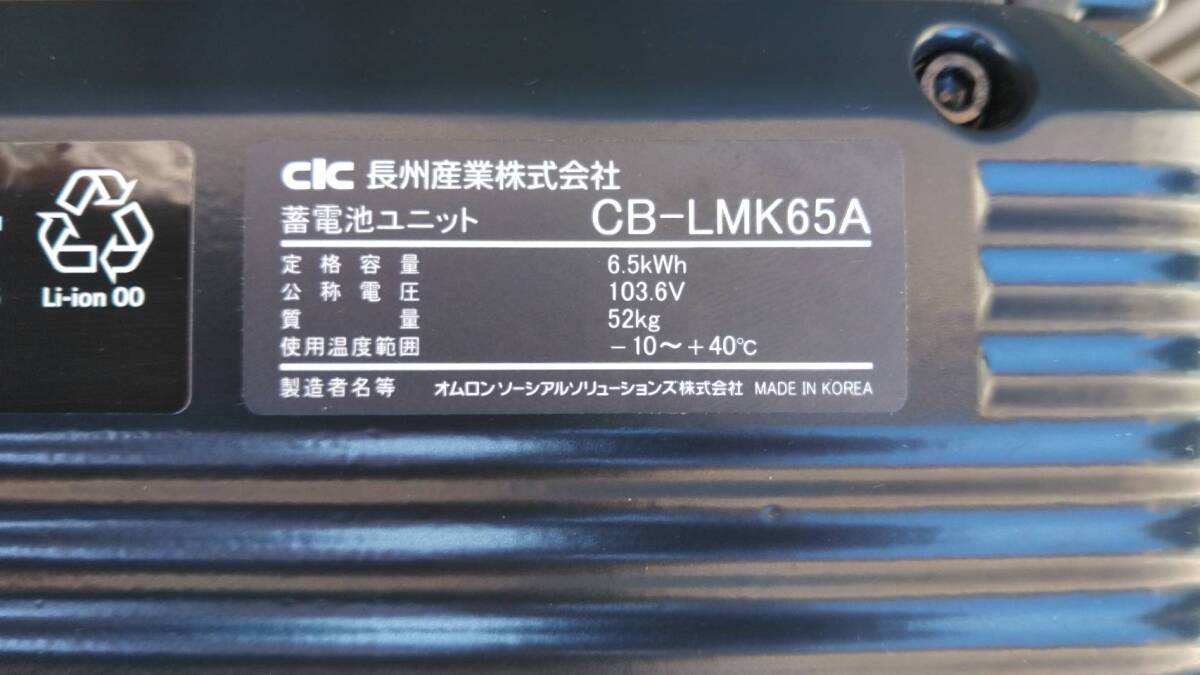 CIC 長州産業株式会社
蓄電池ユニット CB-LMK65A
定格容量 6.5kWh
公称電圧 103.6V
質量 52kg
使用温度範囲 -10～+40℃
製造者名等 オムロン ソーシアルソリューションズ株式会社 MADE IN KOREA
Li-ion 00